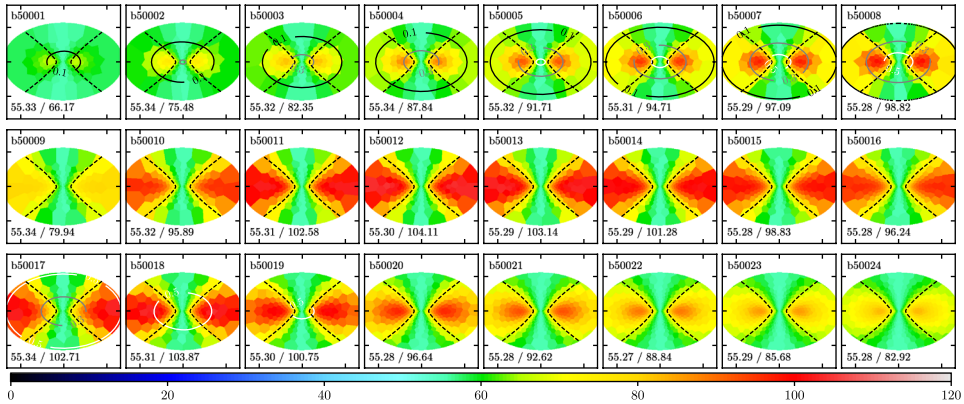 b50001 b50002 b50003 b50004 b50005 b50006 b50007 b50008
0.1 0.1 0.1 0.1 0.1 0.1 0.1 0.1
55.33 / 66.17 55.34 / 75.48 55.32 / 82.35 55.34 / 87.84 55.32 / 91.71 55.31 / 94.71 55.29 / 97.09 55.28 / 98.82
b50009 b50010 b50011 b50012 b50013 b50014 b50015 b50016
55.34 / 79.94 55.32 / 95.89 55.31 / 102.58 55.30 / 104.11 55.29 / 103.14 55.29 / 101.28 55.28 / 98.83 55.28 / 96.24
b50017 b50018 b50019 b50020 b50021 b50022 b50023 b50024
55.34 / 102.71 55.31 / 103.87 55.30 / 100.75 55.28 / 96.64 55.28 / 92.62 55.27 / 88.84 55.29 / 85.68 55.28 / 82.92
0 20 40 60 80 100 120